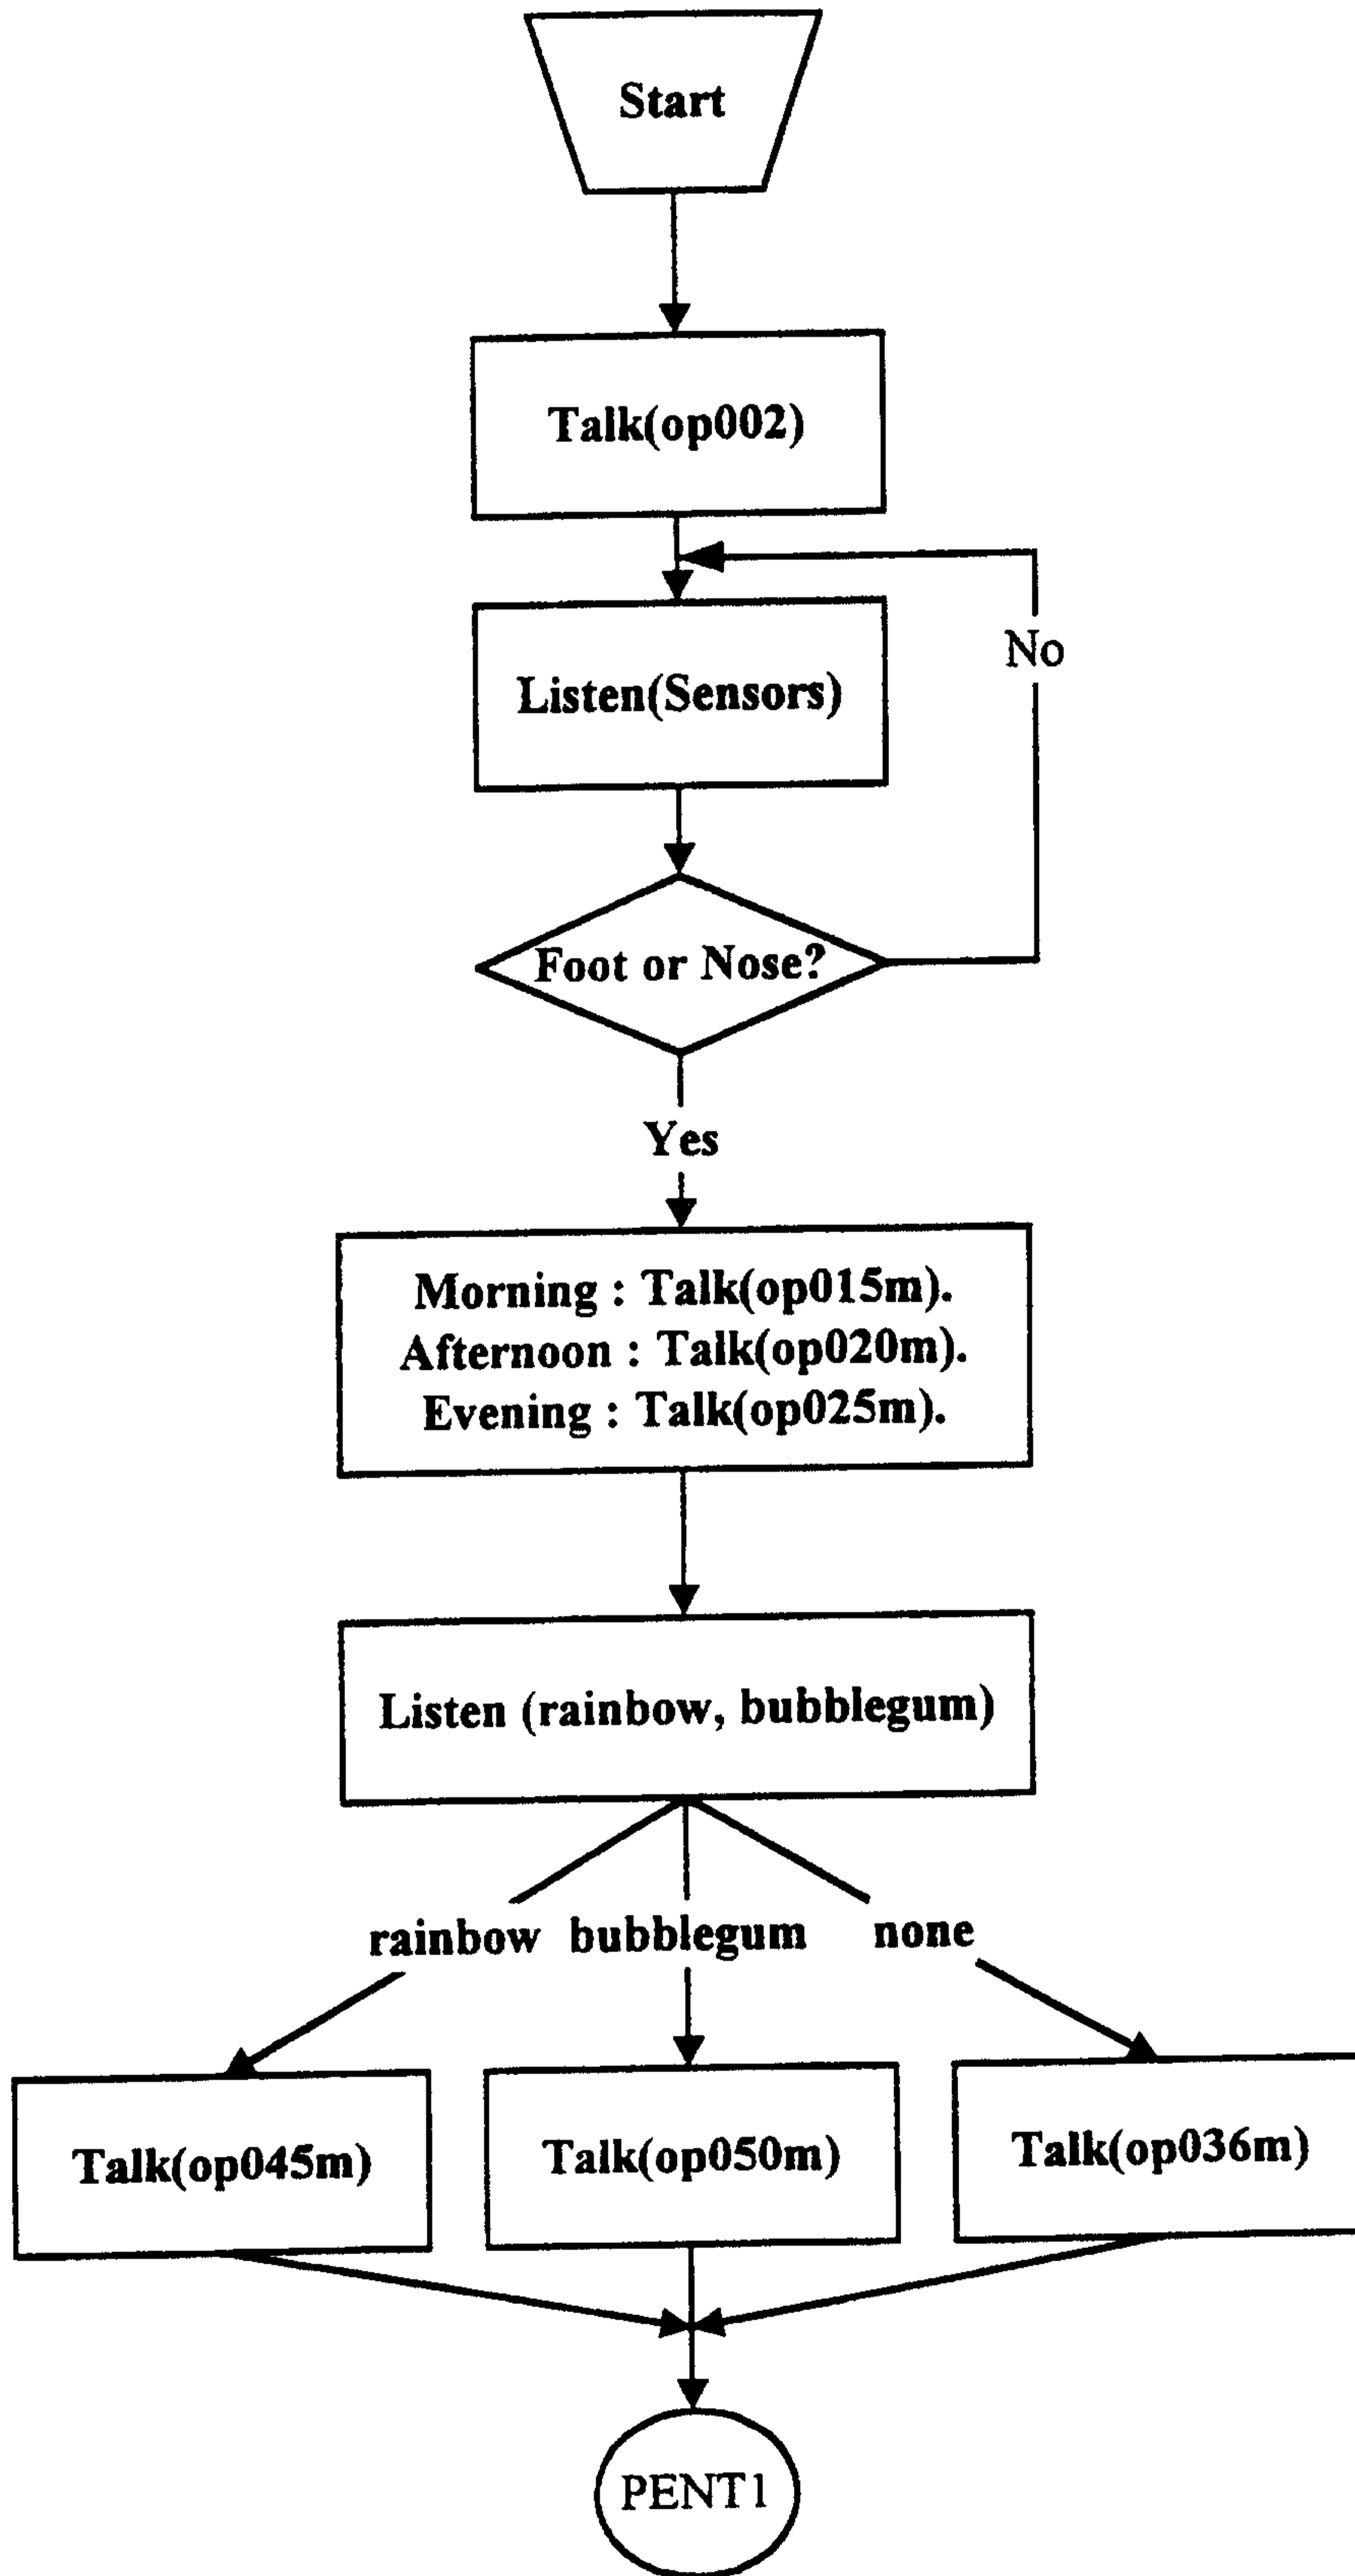 Start
Talk(op002)
Listen(Sensors)
No
Foot or Nose?
Yes
Morning : Talk(op015m).
Afternoon : Talk(op020m).
Evening : Talk(op025m).
Listen (rainbow, bubblegum)
rainbow bubblegum none
Talk(op045m) Talk(op050m) Talk(op036m)
PENT1